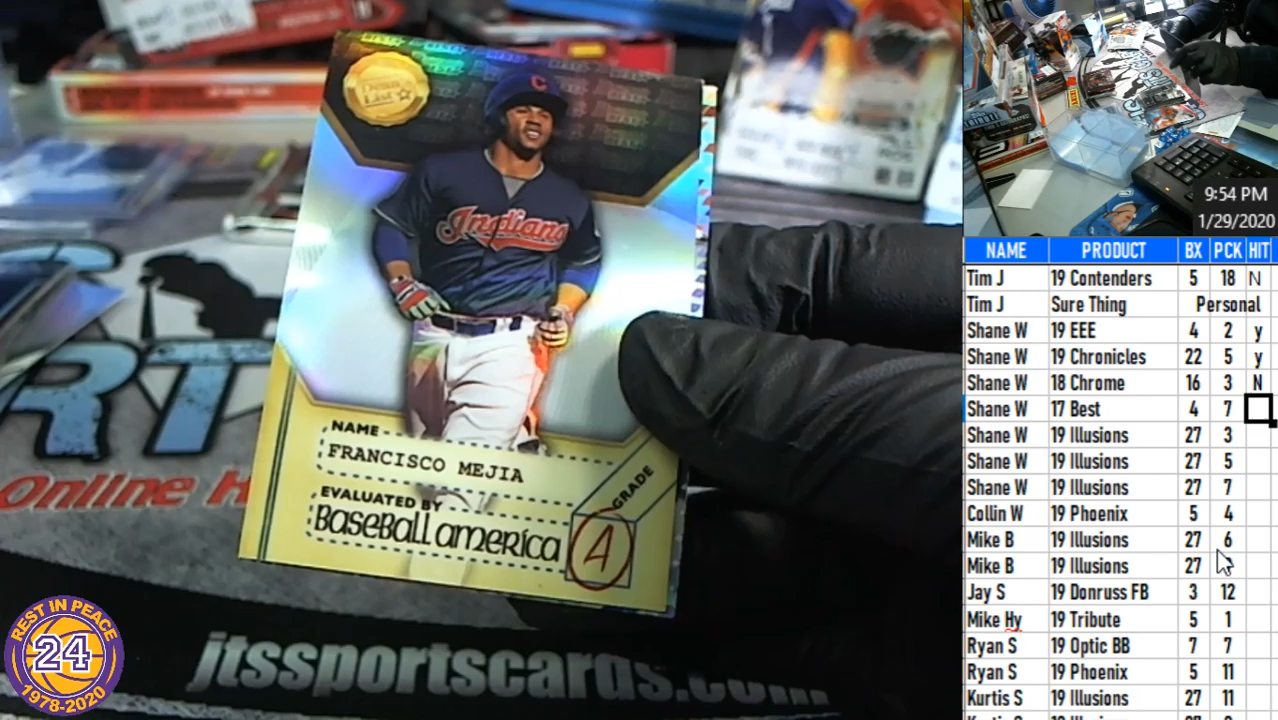 Dean's List
C
Indians
NAME
FRANCISCO MEJIA
EVALUATED BY
BaseBall america
GRADE
A
RT
Online H
jtssportscards.com
REST IN PEACE
24
1978-2020
9:54 PM
1/29/2020
NAME PRODUCT BX PCK HIT
Tim J 19 Contenders 5 18 N
Tim J Sure Thing Personal
Shane W 19 EEE 4 2 y
Shane W 19 Chronicles 22 5 y
Shane W 18 Chrome 16 3 N
Shane W 17 Best 4 7
Shane W 19 Illusions 27 3
Shane W 19 Illusions 27 5
Shane W 19 Illusions 27 7
Collin W 19 Phoenix 5 4
Mike B 19 Illusions 27 6
Mike B 19 Illusions 27
Jay S 19 Donruss FB 3 12
Mike Hy 19 Tribute 5 1
Ryan S 19 Optic BB 7 7
Ryan S 19 Phoenix 5 11
Kurtis S 19 Illusions 27 11